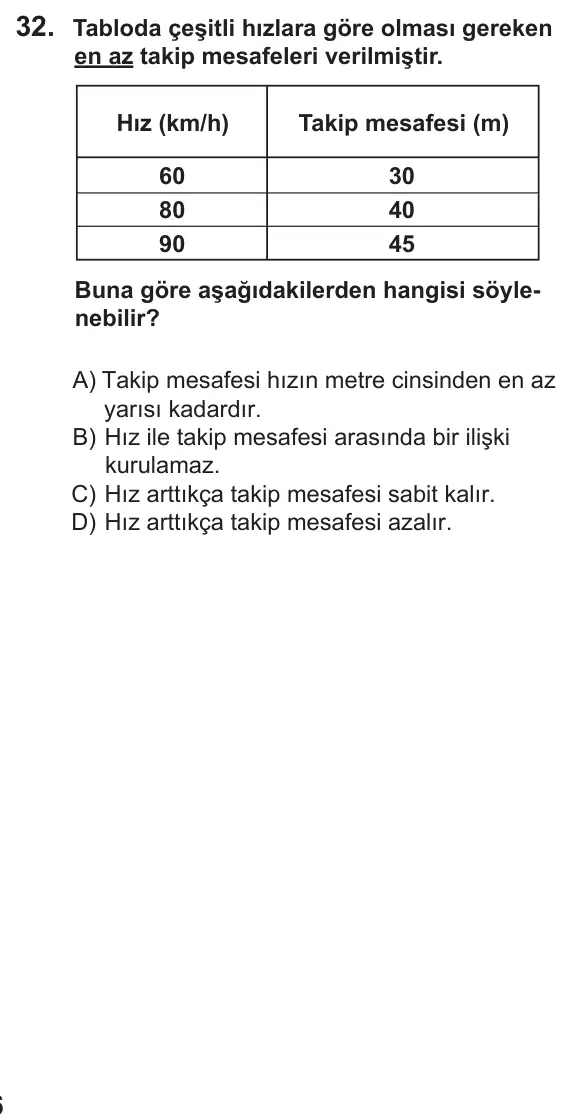 32. Tabloda çeşitli hızlara göre olması gereken
en az takip mesafeleri verilmiştir.
Hız (km/h) Takip mesafesi (m)
60 30
80 40
90 45
Buna göre aşağıdakilerden hangisi söyle-
nebilir?
A) Takip mesafesi hızın metre cinsinden en az
yarısı kadardır.
B) Hız ile takip mesafesi arasında bir ilişki
kurulamaz.
C) Hız arttıkça takip mesafesi sabit kalır.
D) Hız arttıkça takip mesafesi azalır.